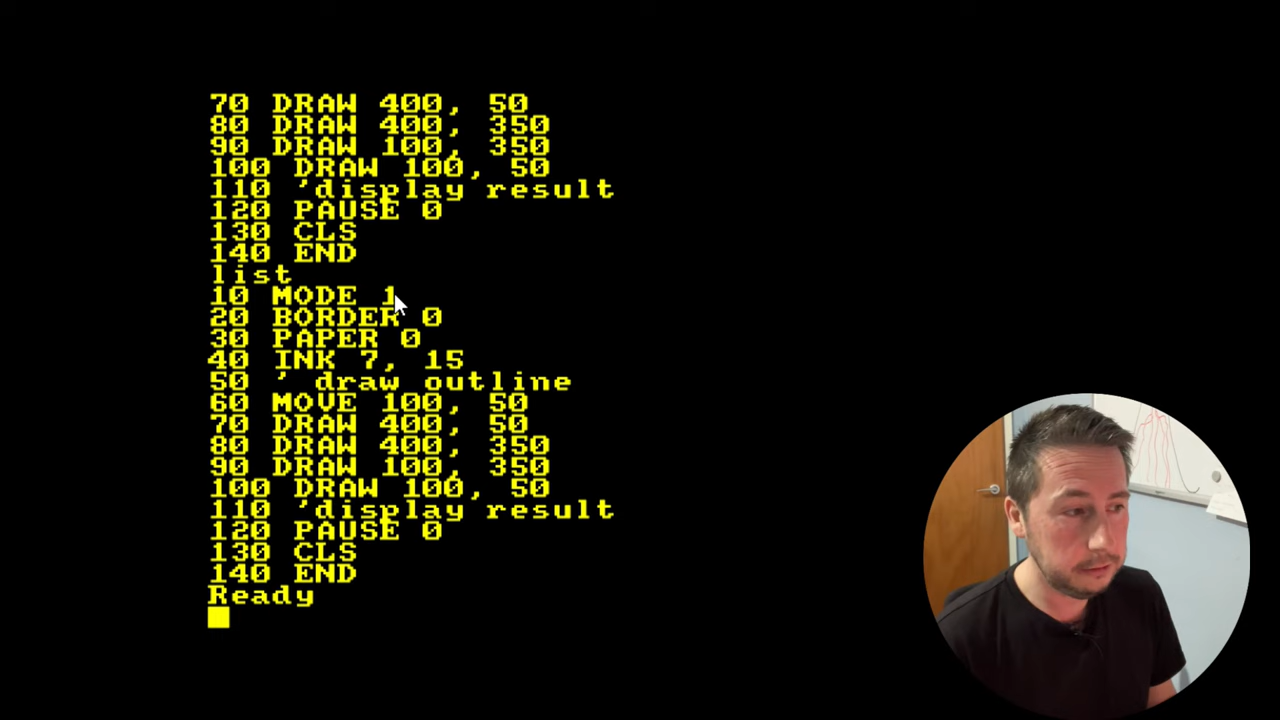 70 DRAW 400, 50
80 DRAW 400, 350
90 DRAW 100, 350
100 DRAW 100, 50
110 'display result
120 PAUSE 0
130 CLS
140 END
list
10 MODE 1
20 BORDER 0
30 PAPER 0
40 INK 7, 15
50 ' draw outline
60 MOVE 100, 50
70 DRAW 400, 50
80 DRAW 400, 350
90 DRAW 100, 350
100 DRAW 100, 50
110 'display result
120 PAUSE 0
130 CLS
140 END
Ready